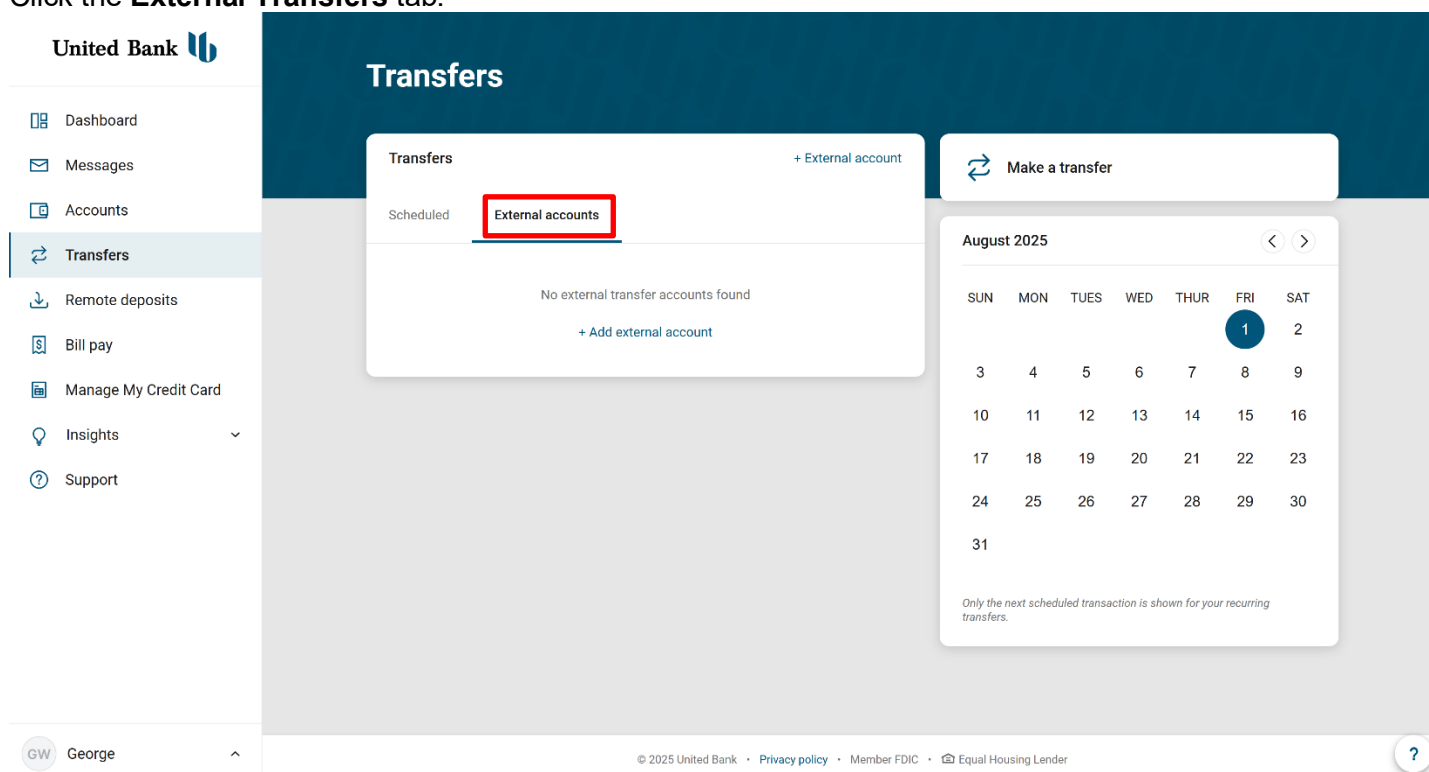 Click the External Transfers tab.
United Bank
Dashboard
Messages
Accounts
Transfers
Remote deposits
Bill pay
Manage My Credit Card
Insights
Support
GW George
Transfers
Transfers + External account
Scheduled External accounts
No external transfer accounts found
+ Add external account
Make a transfer
August 2025
SUN MON TUES WED THUR FRI SAT
1 2
3 4 5 6 7 8 9
10 11 12 13 14 15 16
17 18 19 20 21 22 23
24 25 26 27 28 29 30
31
Only the next scheduled transaction is shown for your recurring
transfers.
© 2025 United Bank • Privacy policy • Member FDIC • Equal Housing Lender
?